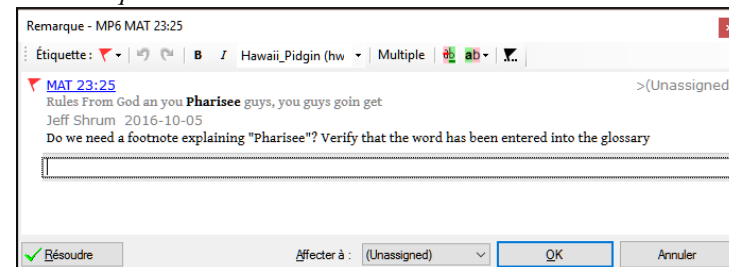 Remarque - MP6 MAT 23:25
Étiquette : B I Hawaii_Pidgin (hw Multiple ab ab
MAT 23:25 >(Unassigned
Rules From God an you Pharisee guys, you guys goin get
Jeff Shrum 2016-10-05
Do we need a footnote explaining "Pharisee"? Verify that the word has been entered into the glossary
Résoudre Affecter à : (Unassigned) OK Annuler